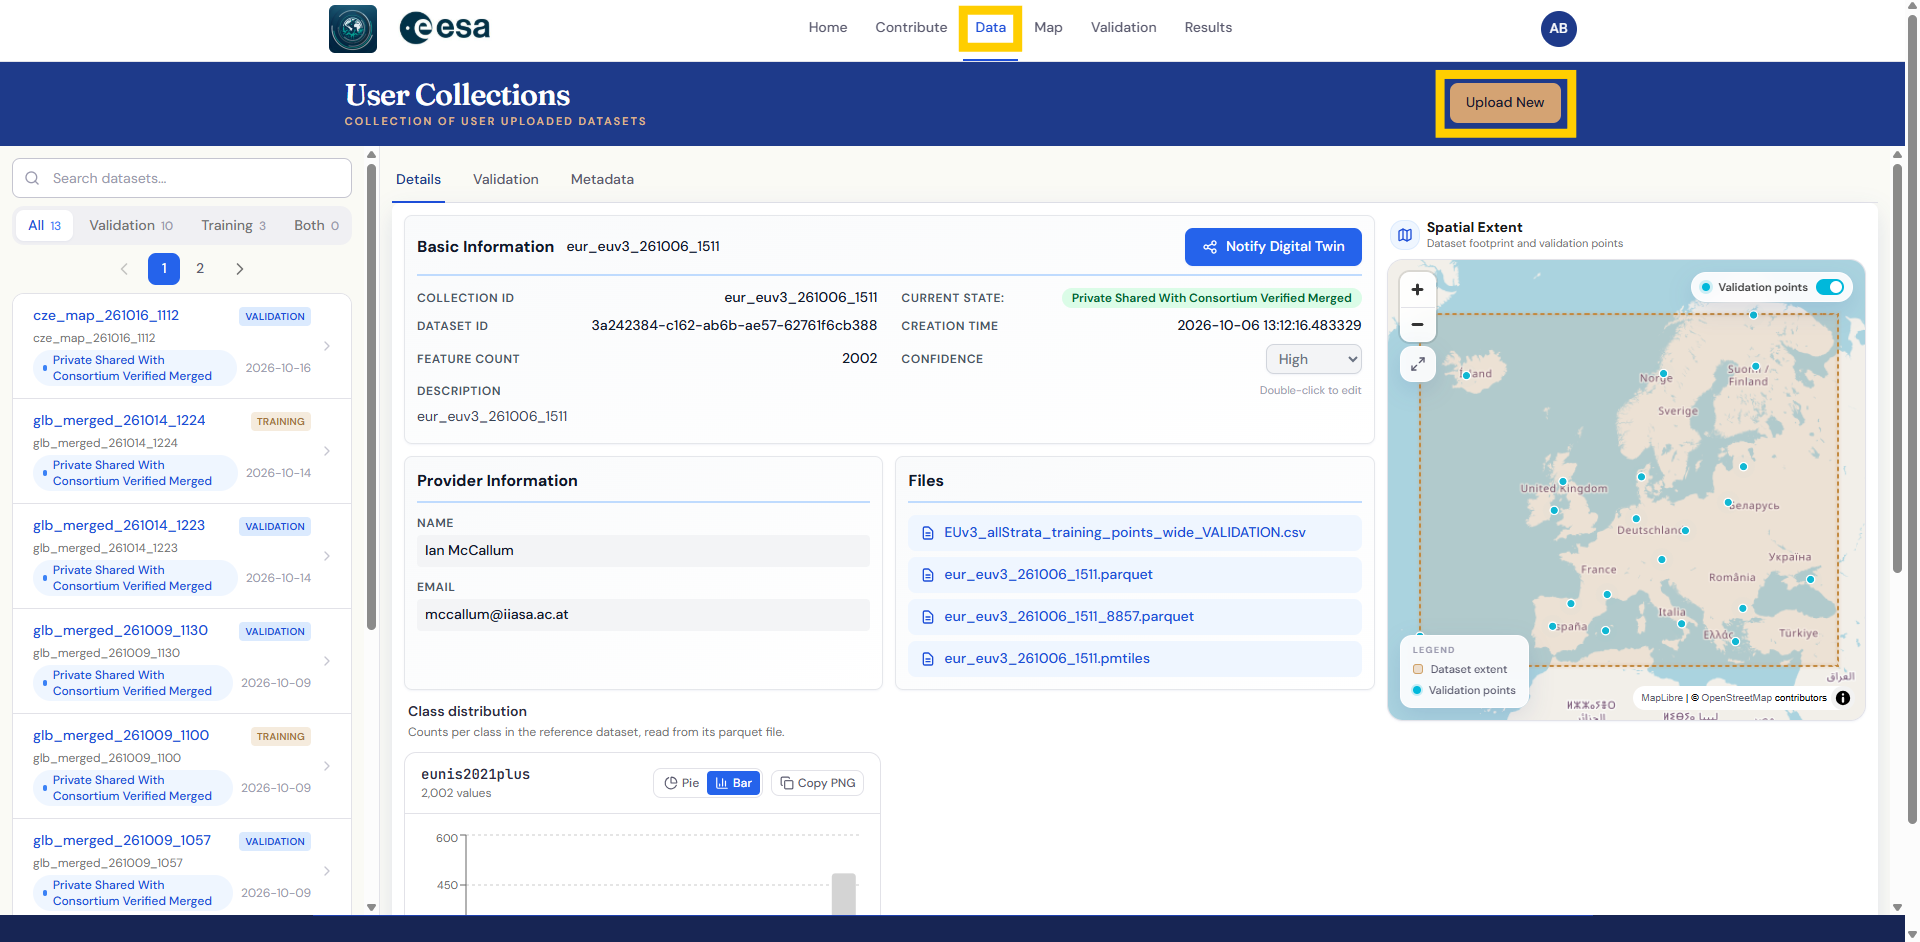 esa
Home
Contribute
Data
Map
Validation
Results
AB
User Collections
COLLECTION OF USER UPLOADED DATASETS
Upload New
Search datasets...
All 13
Validation 10
Training 3
Both 0
1
2
cze_map_261016_1112
VALIDATION
cze_map_261016_1112
Private Shared With
Consortium Verified Merged
2026-10-16
glb_merged_261014_1224
TRAINING
glb_merged_261014_1224
Private Shared With
Consortium Verified Merged
2026-10-14
glb_merged_261014_1223
VALIDATION
glb_merged_261014_1223
Private Shared With
Consortium Verified Merged
2026-10-14
glb_merged_261009_1130
VALIDATION
glb_merged_261009_1130
Private Shared With
Consortium Verified Merged
2026-10-09
glb_merged_261009_1100
TRAINING
glb_merged_261009_1100
Private Shared With
Consortium Verified Merged
2026-10-09
glb_merged_261009_1057
VALIDATION
glb_merged_261009_1057
Private Shared With
Consortium Verified Merged
2026-10-09
Details
Validation
Metadata
Basic Information eur_euv3_261006_1511
Notify Digital Twin
COLLECTION ID eur_euv3_261006_1511
CURRENT STATE: Private Shared With Consortium Verified Merged
DATASET ID 3a242384-c162-ab6b-ae57-62761f6cb388
CREATION TIME 2026-10-06 13:12:16.483329
FEATURE COUNT 2002
CONFIDENCE High
DESCRIPTION
Double-click to edit
eur_euv3_261006_1511
Provider Information
NAME
Ian McCallum
EMAIL
mccallum@iiasa.ac.at
Files
EUv3_allStrata_training_points_wide_VALIDATION.csv
eur_euv3_261006_1511.parquet
eur_euv3_261006_1511_8857.parquet
eur_euv3_261006_1511.pmtiles
Class distribution
Counts per class in the reference dataset, read from its parquet file.
eunis2021plus
2,002 values
Pie
Bar
Copy PNG
600
450
Spatial Extent
Dataset footprint and validation points
+
−
Validation points
Norge
Suomi /
Finland
Sverige
United Kingdom
Беларусь
Deutschland
Україна
France
România
Italia
España
Ελλάς
Türkiye
العراق
ⵍⵣⵣⴰⵢⴻⵔ
الجزائر
ليبيا
LEGEND
Dataset extent
Validation points
MapLibre | © OpenStreetMap contributors